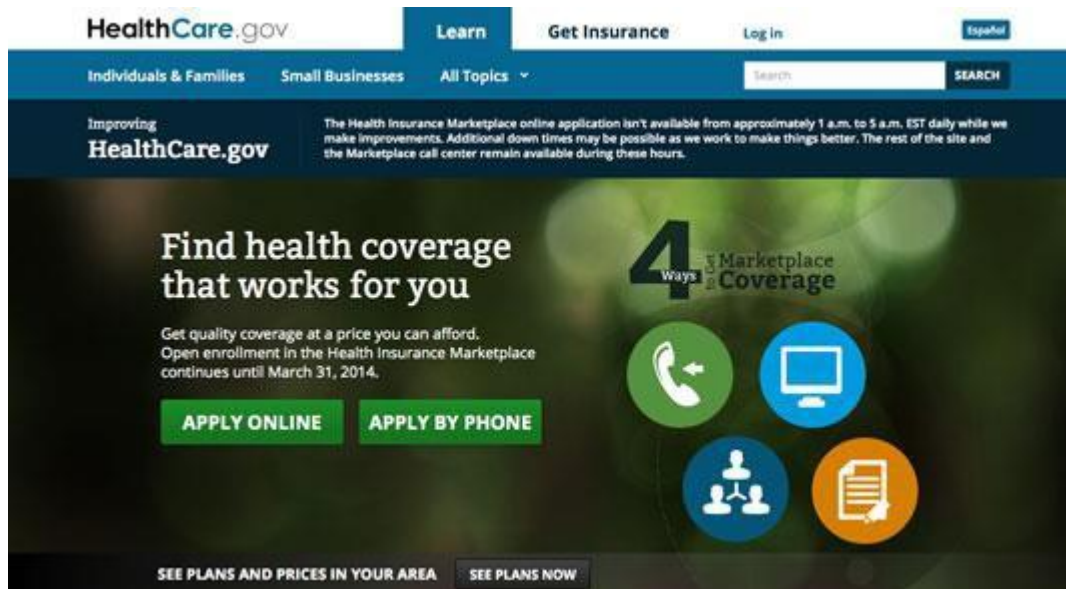 HealthCare.gov
Learn
Get Insurance
Log in
Español
Individuals & Families
Small Businesses
All Topics
Search
SEARCH
Improving
HealthCare.gov
The Health Insurance Marketplace online application isn't available from approximately 1 a.m. to 5 a.m. EST daily while we
make improvements. Additional down times may be possible as we work to make things better. The rest of the site and
the Marketplace call center remain available during these hours.
Find health coverage
that works for you
Get quality coverage at a price you can afford.
Open enrollment in the Health Insurance Marketplace
continues until March 31, 2014.
APPLY ONLINE
APPLY BY PHONE
4 Ways to Get Marketplace
Coverage
SEE PLANS AND PRICES IN YOUR AREA
SEE PLANS NOW